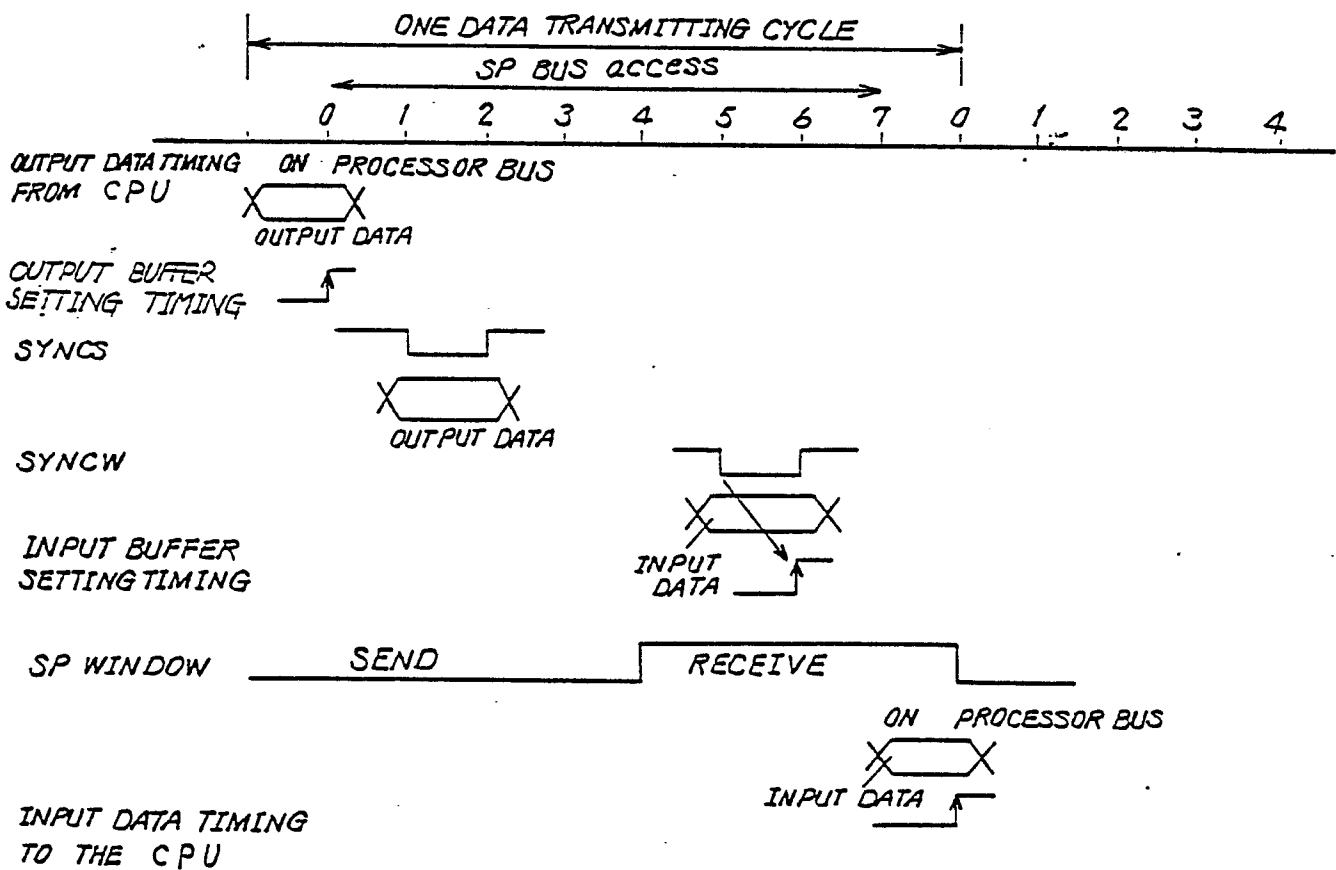 ONE DATA TRANSMITTING CYCLE
SP BUS access
0 1 2 3 4 5 6 7 0 1 2 3 4
OUTPUT DATA TIMING ON PROCESSOR BUS
FROM CPU
OUTPUT DATA
OUTPUT BUFFER
SETTING TIMING
SYNCS
OUTPUT DATA
SYNCW
INPUT BUFFER
SETTING TIMING
INPUT
DATA
SP WINDOW SEND RECEIVE
ON PROCESSOR BUS
INPUT DATA
INPUT DATA TIMING
TO THE CPU